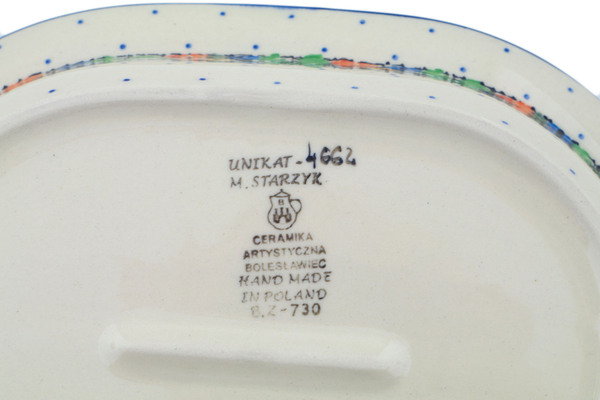 UNIKAT-4662
M. STARZYK
B
CERAMIKA
ARTYSTYCZNA
BOLESŁAWIEC
HAND MADE
IN POLAND
B.Z-730